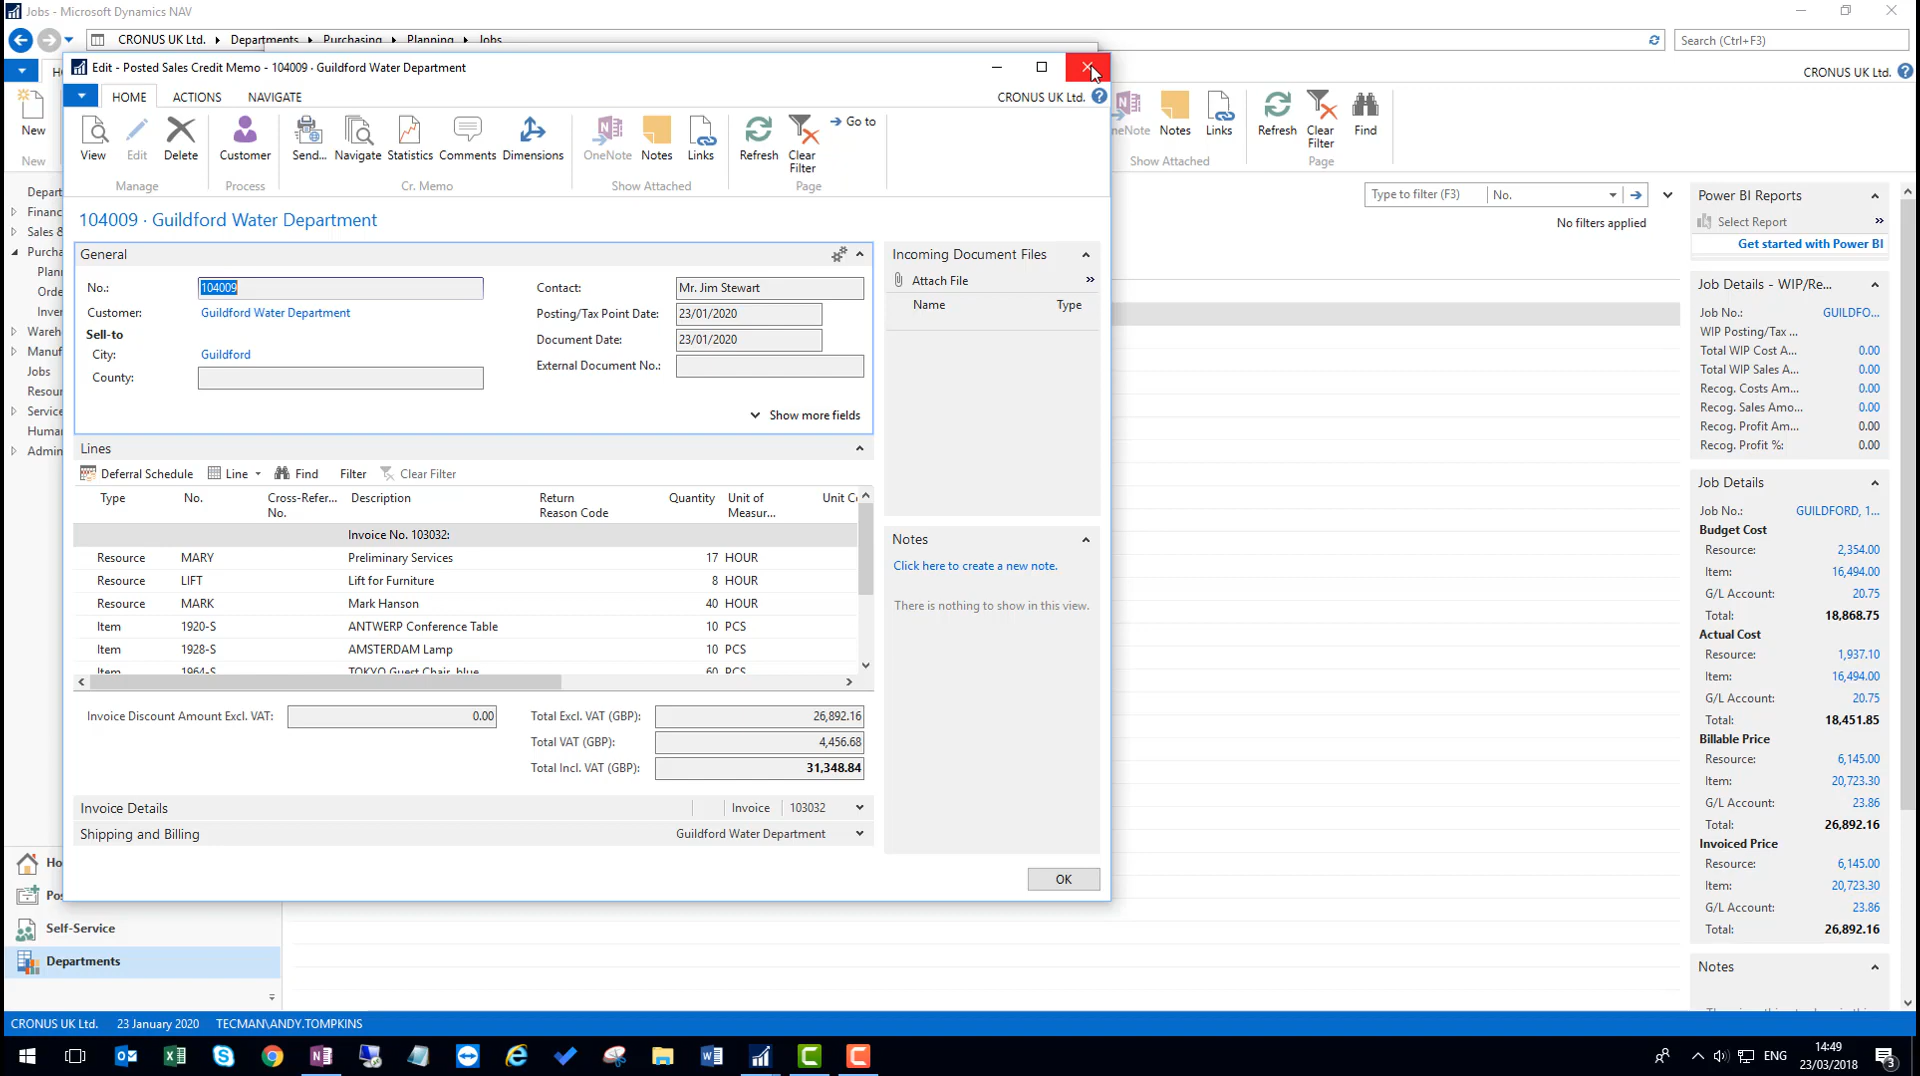 Jobs - Microsoft Dynamics NAV
CRONUS UK Ltd. Departments Purchasing Planning Jobs
Search (Ctrl+F3)
Edit - Posted Sales Credit Memo - 104009 · Guildford Water Department
CRONUS UK Ltd.
HOME ACTIONS NAVIGATE
CRONUS UK Ltd.
New
View Edit Delete Customer Send... Navigate Statistics Comments Dimensions OneNote Notes Links Refresh Clear Filter Go to
Notes Links Refresh Clear Filter Find
New
Manage Process Cr. Memo Show Attached Page
Show Attached Page
104009 · Guildford Water Department
Type to filter (F3) No.
No filters applied
General
No.: 104009
Customer: Guildford Water Department
Sell-to
City: Guildford
County:
Contact: Mr. Jim Stewart
Posting/Tax Point Date: 23/01/2020
Document Date: 23/01/2020
External Document No.:
Show more fields
Lines
Deferral Schedule Line Find Filter Clear Filter
Type No. Cross-Refer... No. Description Return Reason Code Quantity Unit of Measur...
Invoice No. 103032:
Resource MARY Preliminary Services 17 HOUR
Resource LIFT Lift for Furniture 8 HOUR
Resource MARK Mark Hanson 40 HOUR
Item 1920-S ANTWERP Conference Table 10 PCS
Item 1928-S AMSTERDAM Lamp 10 PCS
Item 1964-S TOKYO Guest Chair, blue 60 PCS
Invoice Discount Amount Excl. VAT: 0.00
Total Excl. VAT (GBP): 26,892.16
Total VAT (GBP): 4,456.68
Total Incl. VAT (GBP): 31,348.84
Invoice Details Invoice 103032
Shipping and Billing Guildford Water Department
Incoming Document Files
Attach File
Name Type
Notes
Click here to create a new note.
There is nothing to show in this view.
OK
Power BI Reports
Select Report
Get started with Power BI
Job Details - WIP/Re...
Job No.: GUILDFO...
WIP Posting/Tax ...
Total WIP Cost A... 0.00
Total WIP Sales A... 0.00
Recog. Costs Am... 0.00
Recog. Sales Amo... 0.00
Recog. Profit Am... 0.00
Recog. Profit %: 0.00
Job Details
Job No.: GUILDFORD, 1...
Budget Cost
Resource: 2,354.00
Item: 16,494.00
G/L Account: 20.75
Total: 18,868.75
Actual Cost
Resource: 1,937.10
Item: 16,494.00
G/L Account: 20.75
Total: 18,451.85
Billable Price
Resource: 6,145.00
Item: 20,723.30
G/L Account: 23.86
Total: 26,892.16
Invoiced Price
Resource: 6,145.00
Item: 20,723.30
G/L Account: 23.86
Total: 26,892.16
Notes
Jobs
Self-Service
Departments
CRONUS UK Ltd. 23 January 2020 TECMAN\ANDY.TOMPKINS
ENG
14:49
23/03/2018
3